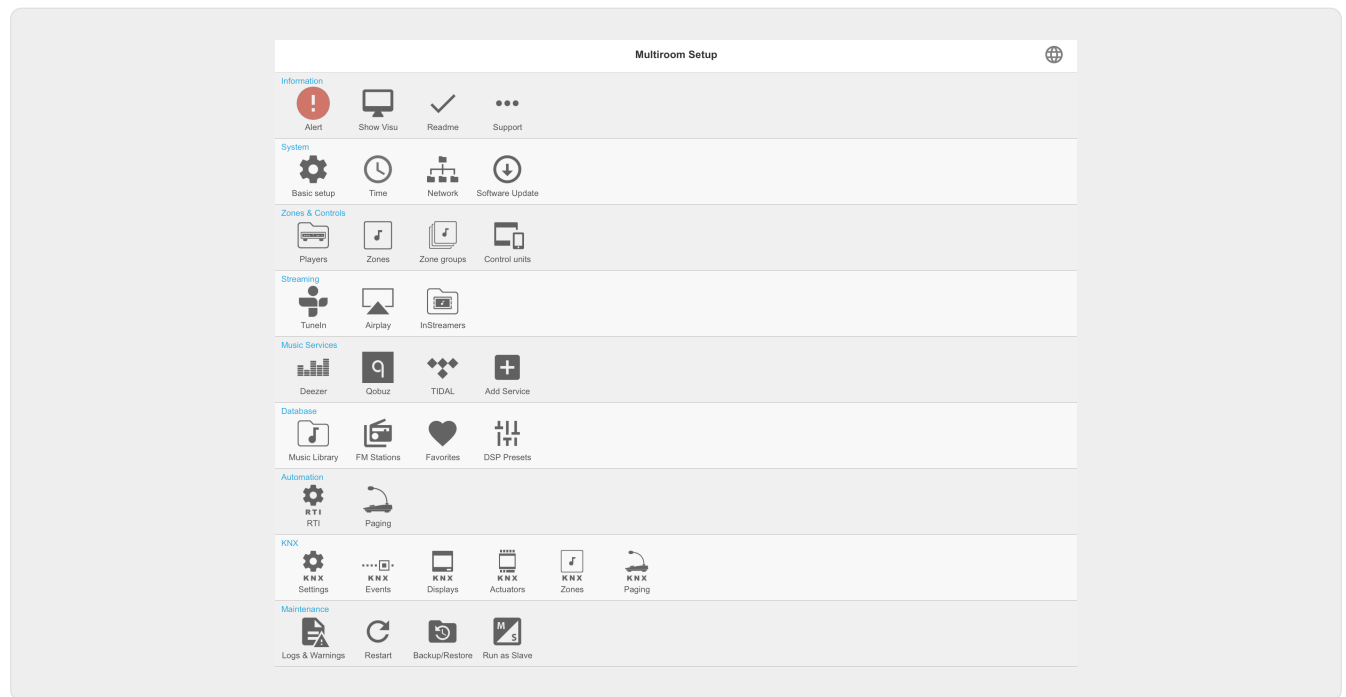 Multiroom Setup
Information
Alert Show Visu Readme Support
System
Basic setup Time Network Software Update
Zones & Controls
Players Zones Zone groups Control units
Streaming
TuneIn Airplay InStreamers
Music Services
q
Deezer Qobuz TIDAL Add Service
Database
Music Library FM Stations Favorites DSP Presets
Automation
RTI
RTI Paging
KNX
KNX KNX KNX KNX KNX KNX
Settings Events Displays Actuators Zones Paging
Maintenance
M S
Logs & Warnings Restart Backup/Restore Run as Slave